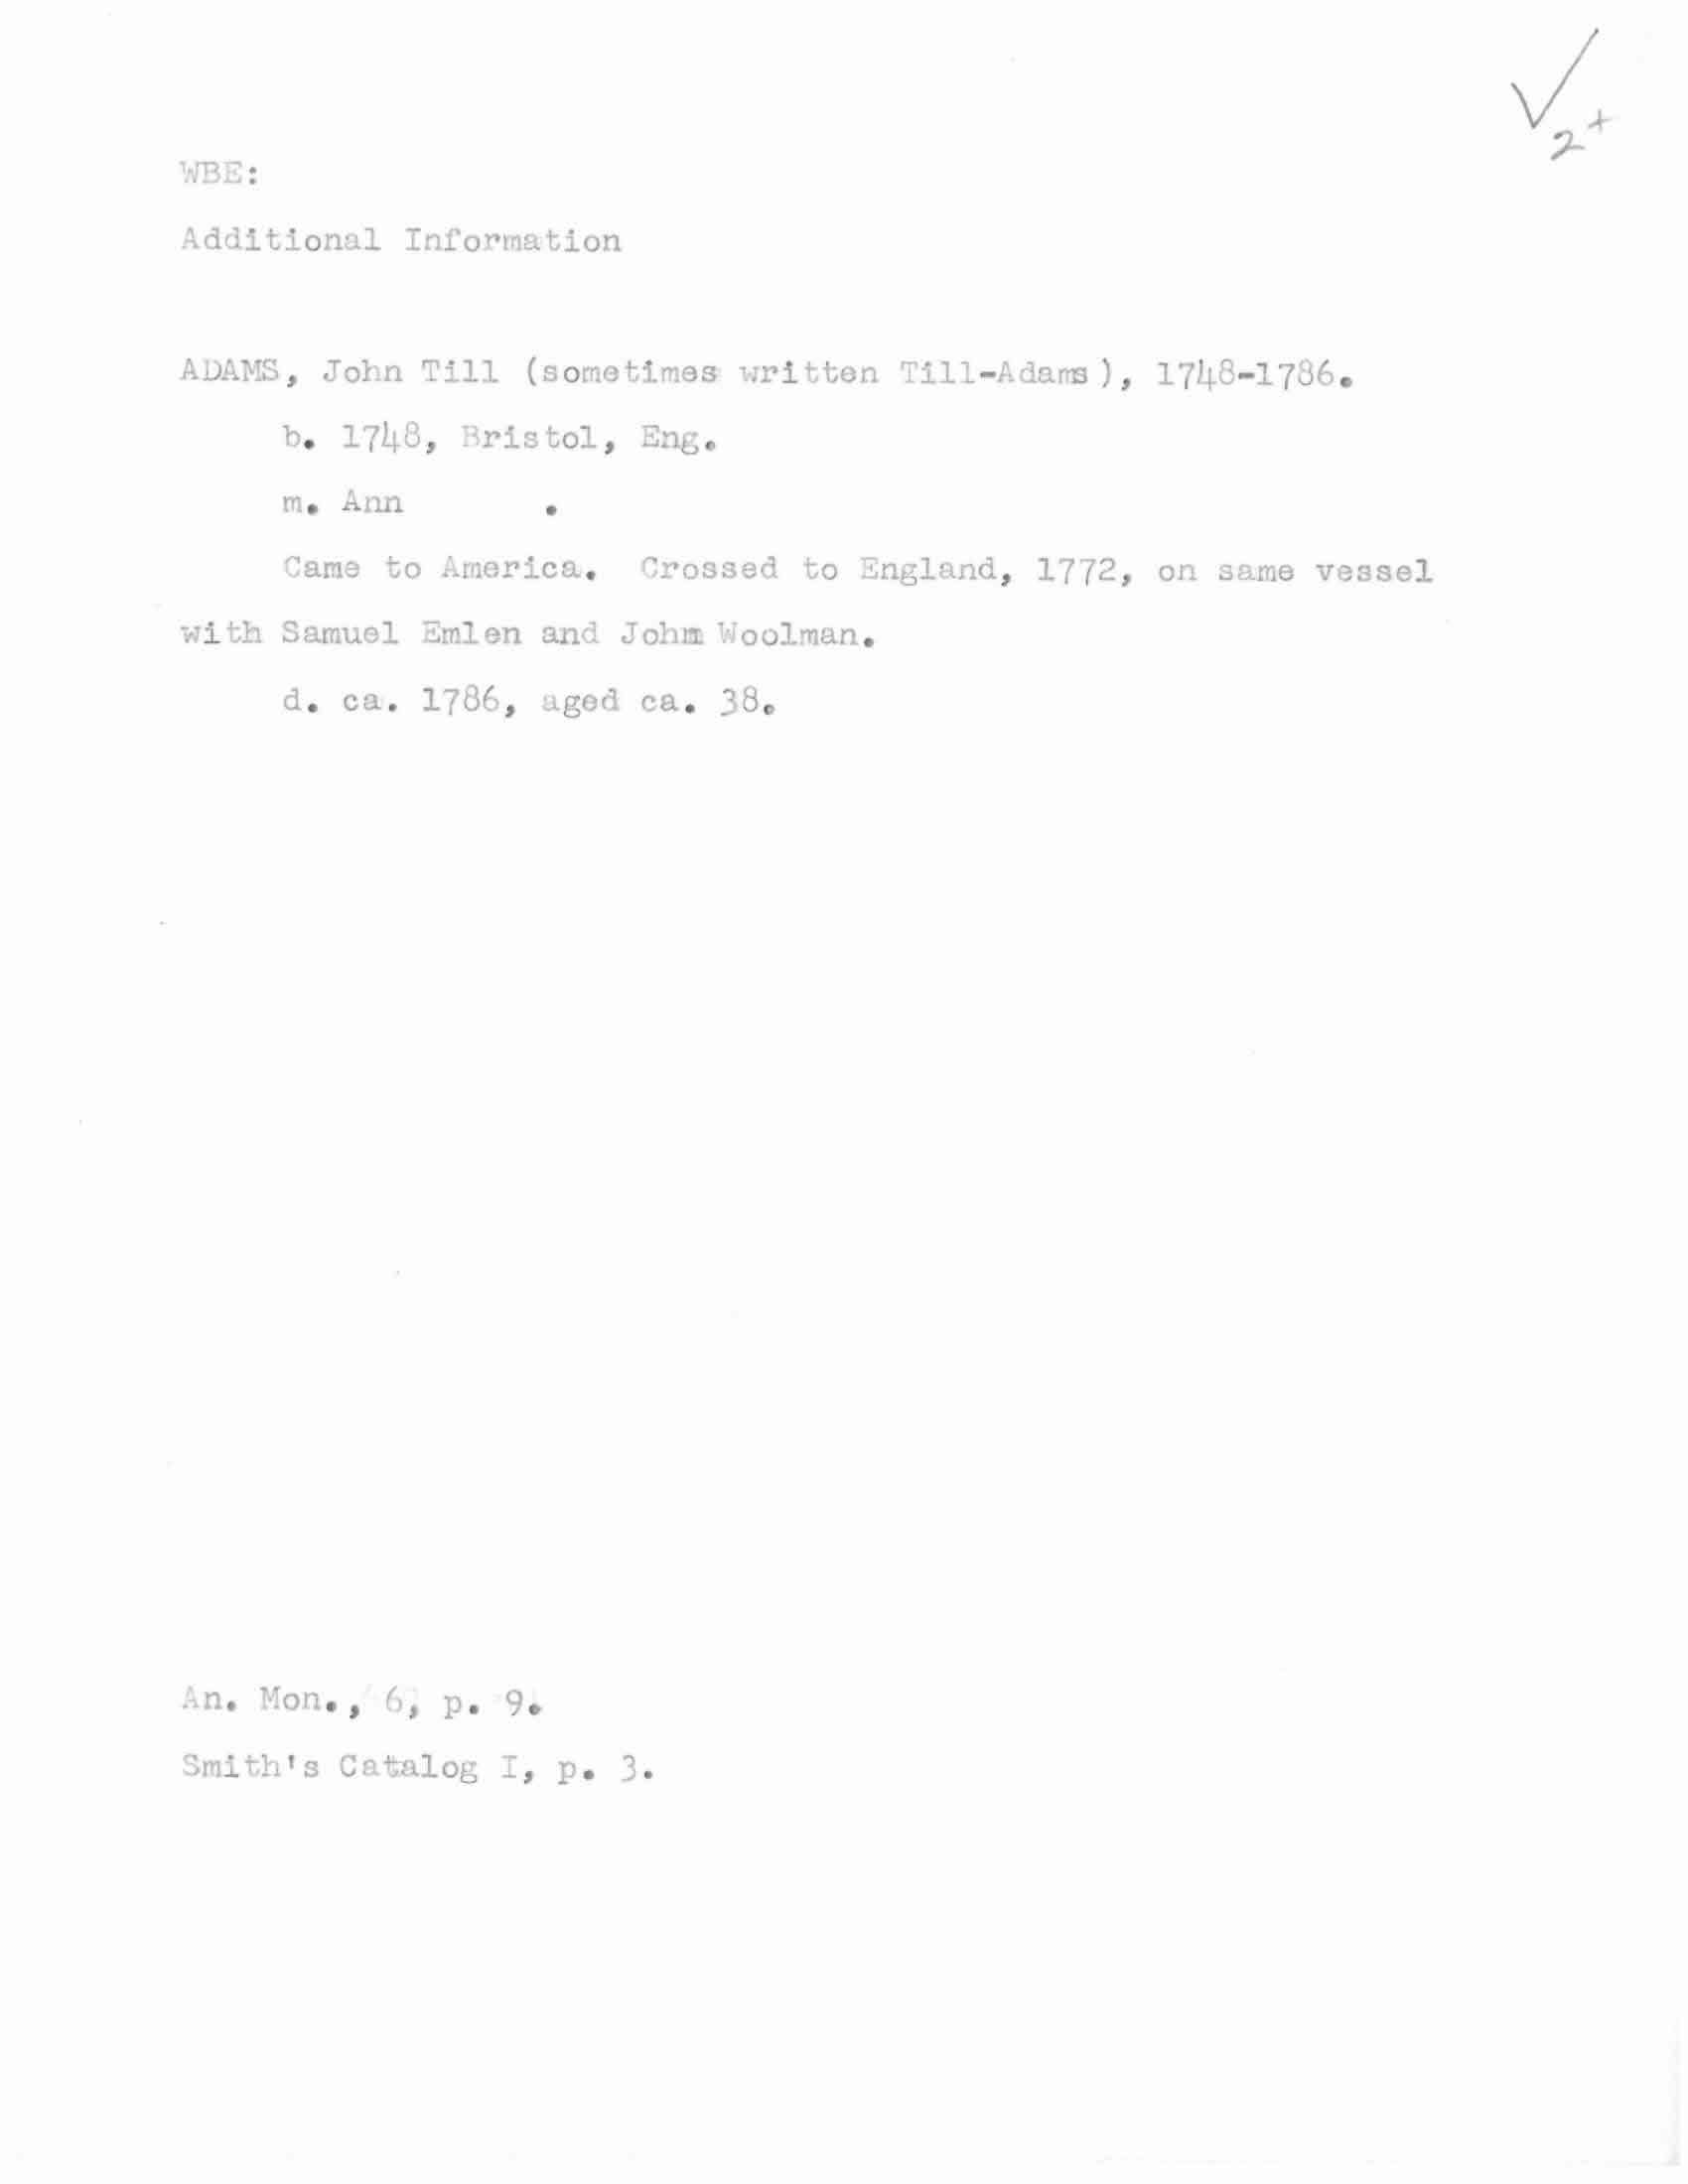 √ 2+
WBE:
Additional Information
ADAMS, John Till (sometimes written Till-Adams), 1748-1786.
b. 1748, Bristol, Eng.
m. Ann .
Came to America. Crossed to England, 1772, on same vessel
with Samuel Emlen and John Woolman.
d. ca. 1786, aged ca. 38.
An. Mon., 6, p. 9.
Smith's Catalog I, p. 3.